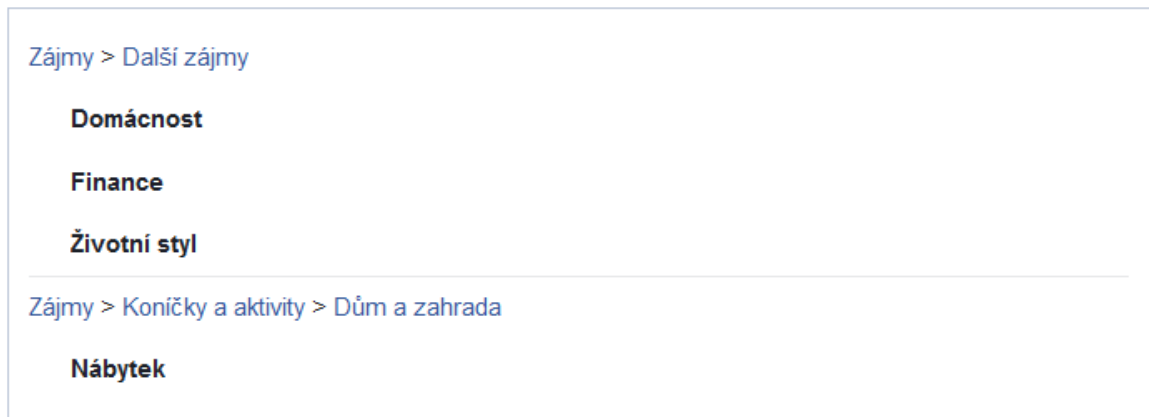 Zájmy > Další zájmy
Domácnost
Finance
Životní styl
Zájmy > Koníčky a aktivity > Dům a zahrada
Nábytek